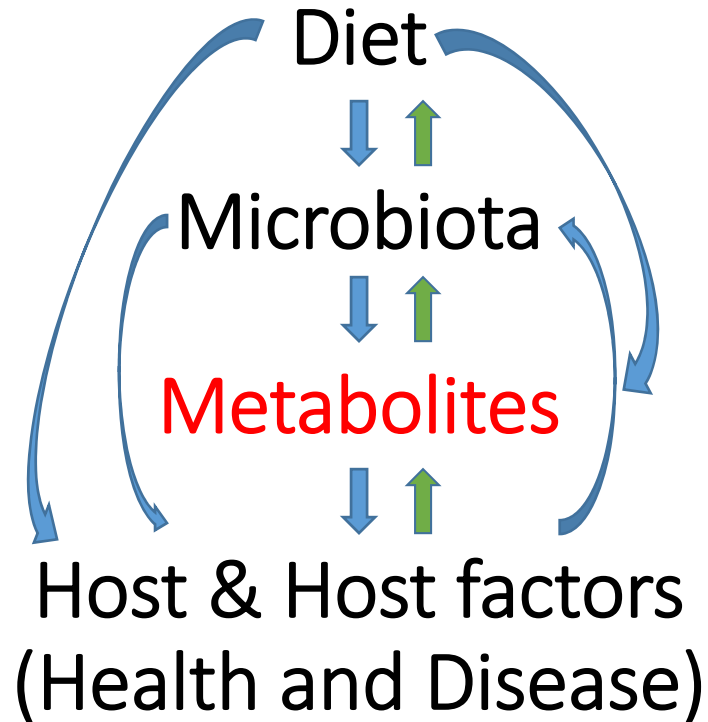 Diet
Microbiota
Metabolites
Host & Host factors
(Health and Disease)